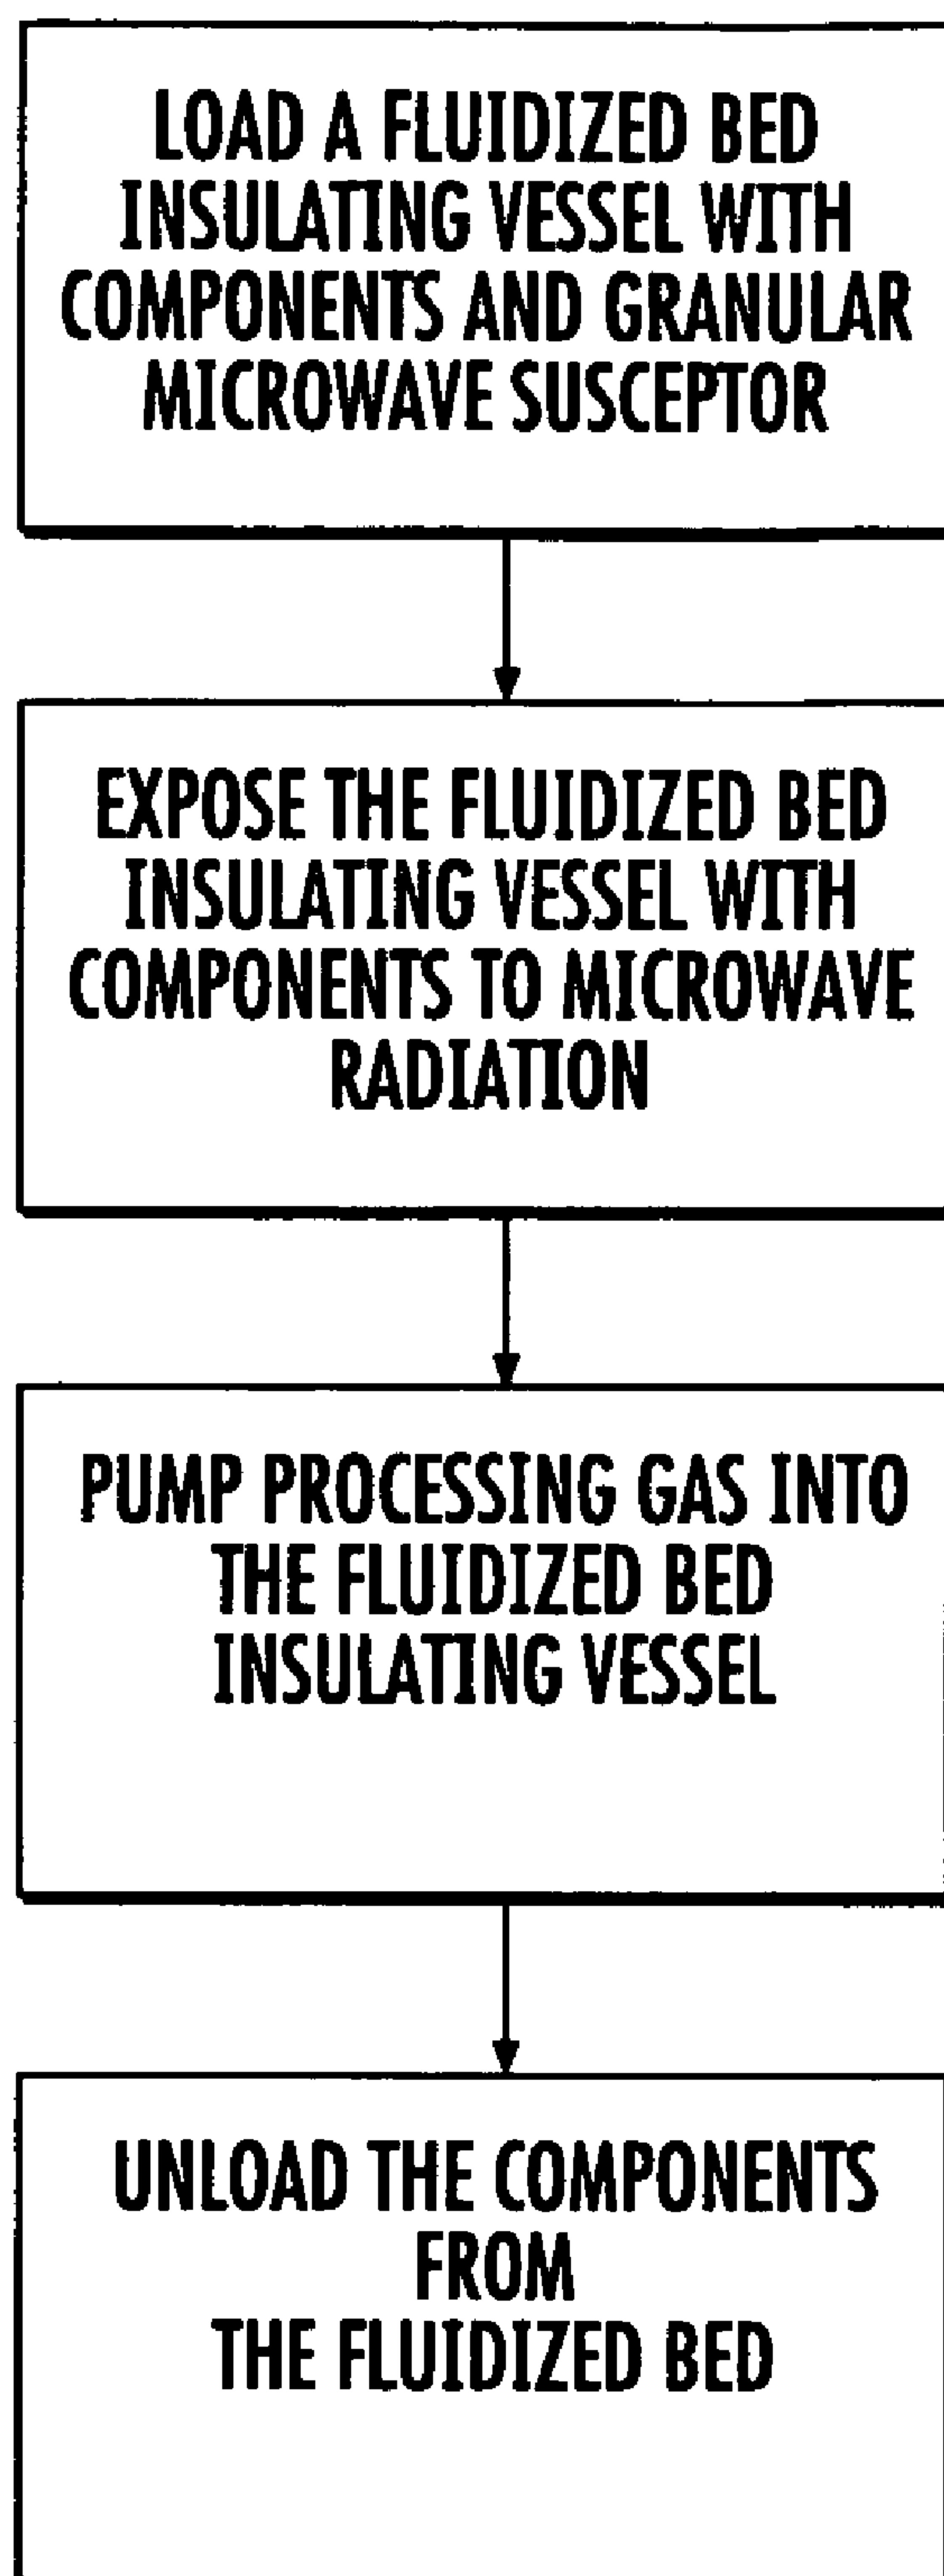 LOAD A FLUIDIZED BED
INSULATING VESSEL WITH
COMPONENTS AND GRANULAR
MICROWAVE SUSCEPTOR
EXPOSE THE FLUIDIZED BED
INSULATING VESSEL WITH
COMPONENTS TO MICROWAVE
RADIATION
PUMP PROCESSING GAS INTO
THE FLUIDIZED BED
INSULATING VESSEL
UNLOAD THE COMPONENTS
FROM
THE FLUIDIZED BED